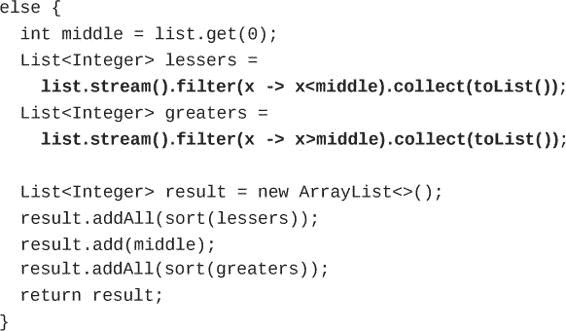 else {
int middle = list.get(0);
List<Integer> lessers =
list.stream().filter(x -> x<middle).collect(toList());
List<Integer> greaters =
list.stream().filter(x -> x>middle).collect(toList());
List<Integer> result = new ArrayList<>();
result.addAll(sort(lessers));
result.add(middle);
result.addAll(sort(greaters));
return result;
}